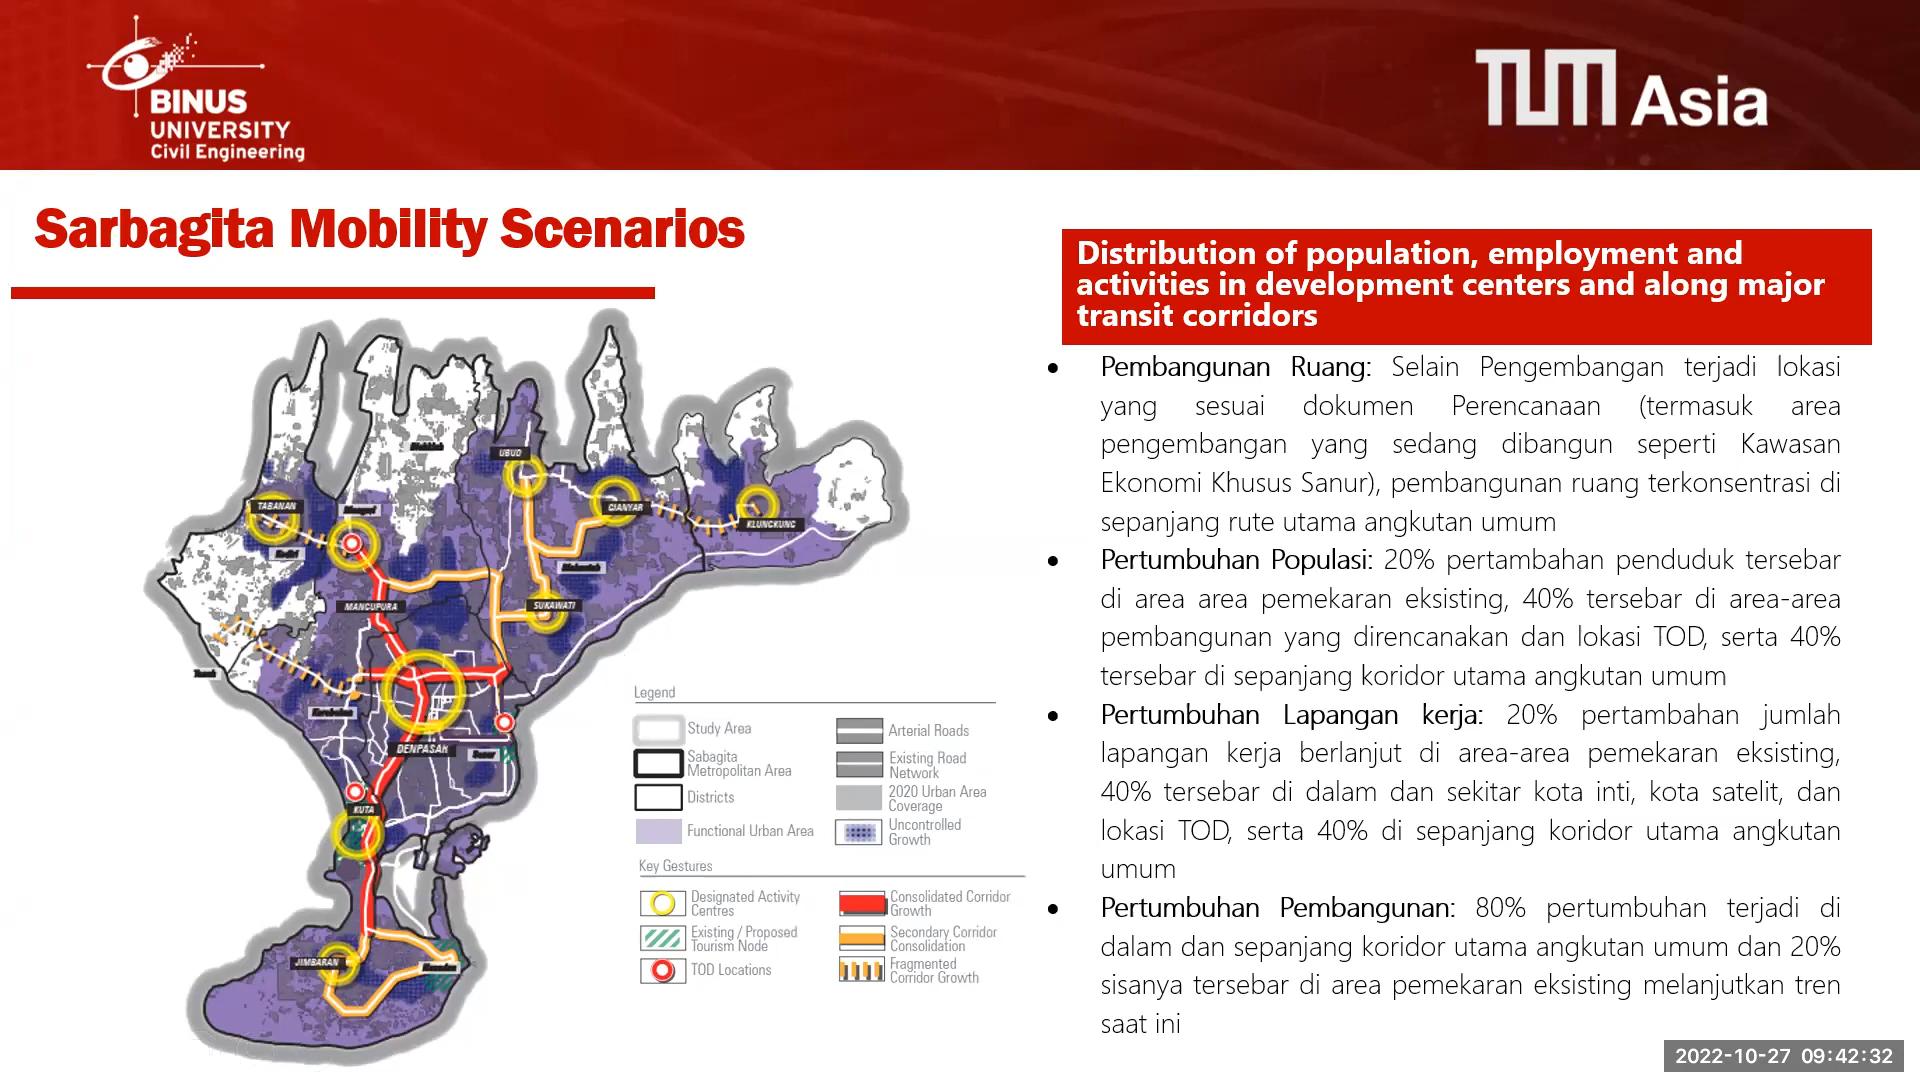 BINUS
UNIVERSITY
Civil Engineering
TUM Asia
Sarbagita Mobility Scenarios
Distribution of population, employment and
activities in development centers and along major
transit corridors
Pembangunan Ruang: Selain Pengembangan terjadi lokasi
yang sesuai dokumen Perencanaan (termasuk area
pengembangan yang sedang dibangun seperti Kawasan
Ekonomi Khusus Sanur), pembangunan ruang terkonsentrasi di
sepanjang rute utama angkutan umum
Pertumbuhan Populasi: 20% pertambahan penduduk tersebar
di area area pemekaran eksisting, 40% tersebar di area-area
pembangunan yang direncanakan dan lokasi TOD, serta 40%
tersebar di sepanjang koridor utama angkutan umum
Pertumbuhan Lapangan kerja: 20% pertambahan jumlah
lapangan kerja berlanjut di area-area pemekaran eksisting,
40% tersebar di dalam dan sekitar kota inti, kota satelit, dan
lokasi TOD, serta 40% di sepanjang koridor utama angkutan
umum
Pertumbuhan Pembangunan: 80% pertumbuhan terjadi di
dalam dan sepanjang koridor utama angkutan umum dan 20%
sisanya tersebar di area pemekaran eksisting melanjutkan tren
saat ini
UBUD
TABANAN
GIANYAR
KLUNGKUNG
MANGUPURA
SUKAWATI
DENPASAR
KUTA
JIMBARAN
Legend
Study Area
Sabagita
Metropolitan Area
Districts
Functional Urban Area
Arterial Roads
Existing Road
Network
2020 Urban Area
Coverage
Uncontrolled
Growth
Key Gestures
Designated Activity
Centres
Existing / Proposed
Tourism Node
TOD Locations
Consolidated Corridor
Growth
Secondary Corridor
Consolidation
Fragmented
Corridor Growth
2022-10-27 09:42:32